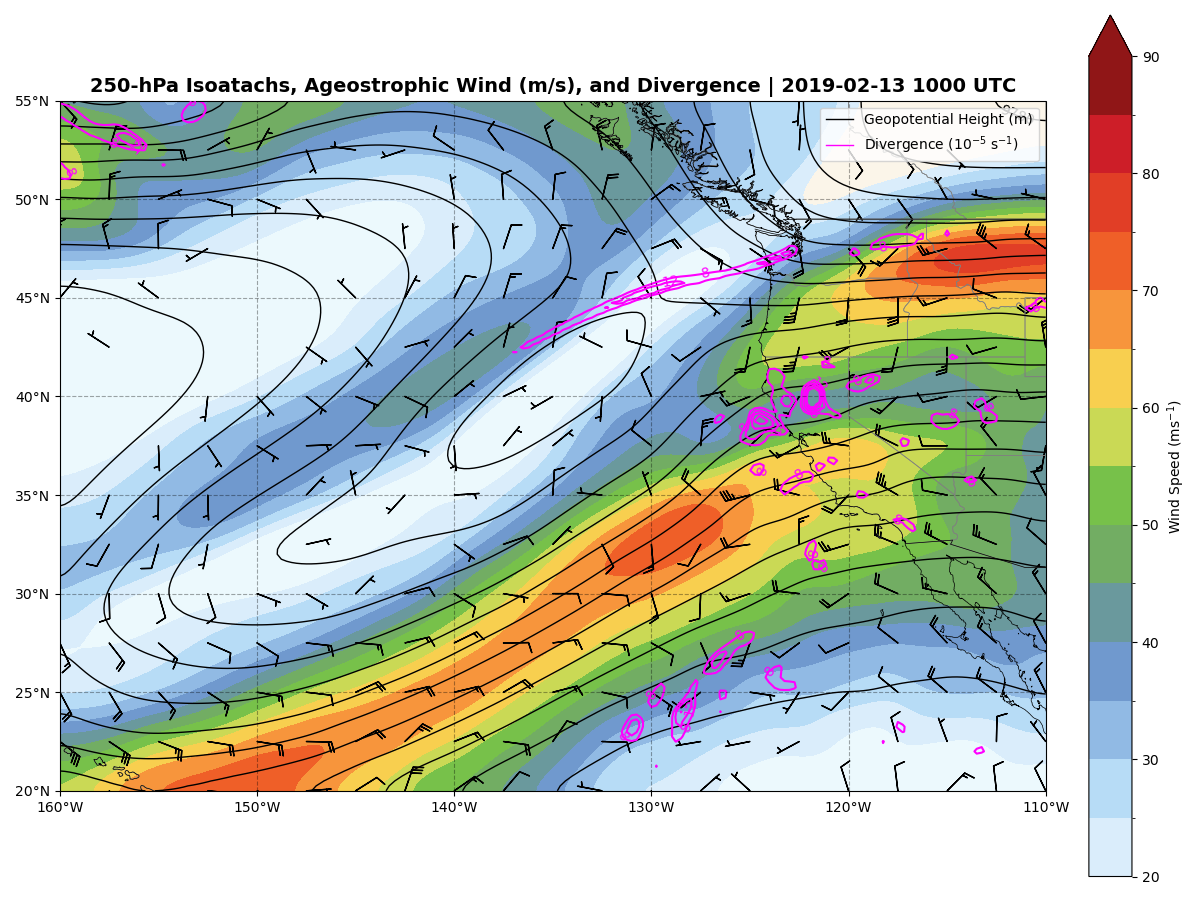 250-hPa Isoatachs, Ageostrophic Wind (m/s), and Divergence | 2019-02-13 1000 UTC
Geopotential Height (m)
Divergence (10⁻⁵ s⁻¹)
55°N
50°N
45°N
40°N
35°N
30°N
25°N
20°N
160°W
150°W
140°W
130°W
120°W
110°W
90
80
70
60
50
40
30
20
Wind Speed (ms⁻¹)